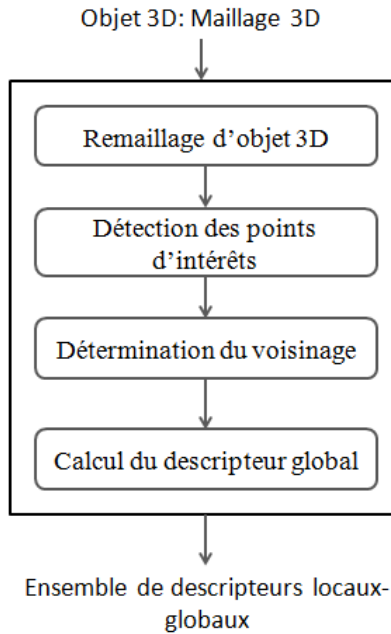 Objet 3D: Maillage 3D
Remaillage d'objet 3D
Détection des points
d'intérêts
Détermination du voisinage
Calcul du descripteur global
Ensemble de descripteurs locaux-
globaux